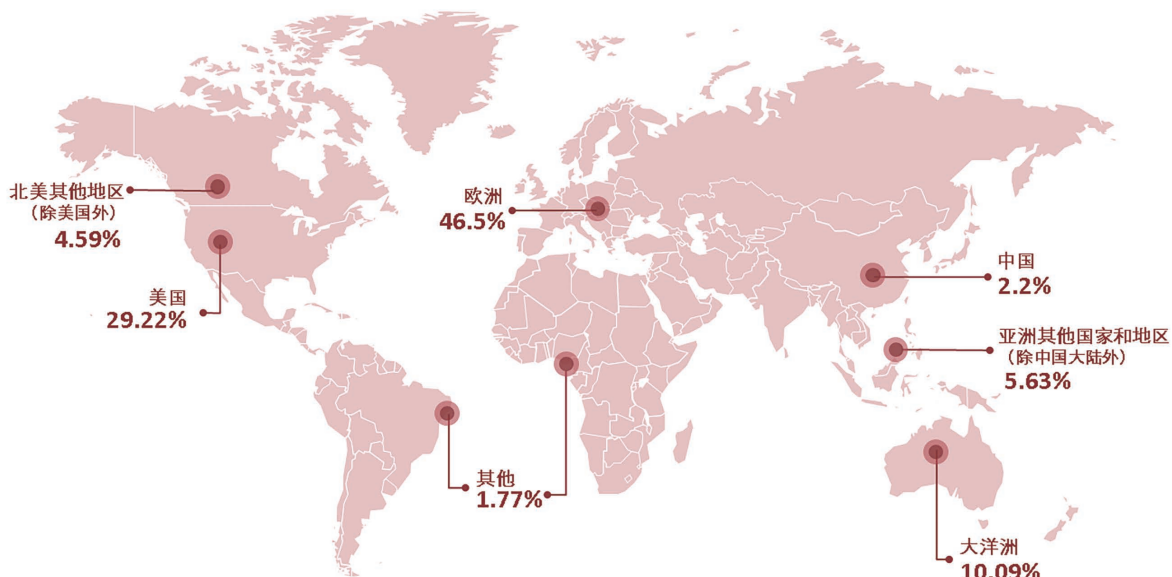 北美其他地区
（除美国外）
4.59%
美国
29.22%
欧洲
46.5%
中国
2.2%
亚洲其他国家和地区
（除中国大陆外）
5.63%
其他
1.77%
大洋洲
10.09%